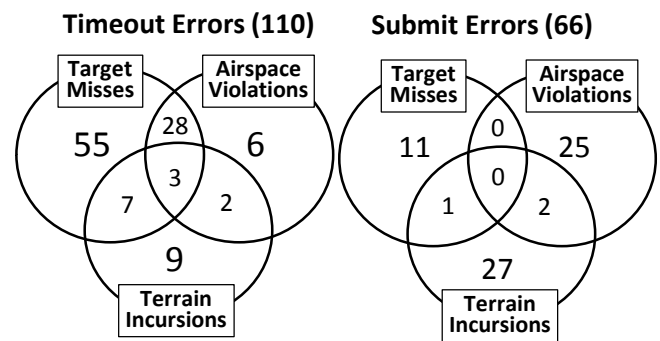 Timeout Errors (110)
Target
Misses
Airspace
Violations
28
55
6
3
7
2
9
Terrain
Incursions
Submit Errors (66)
Target
Misses
Airspace
Violations
0
11
25
0
1
2
27
Terrain
Incursions